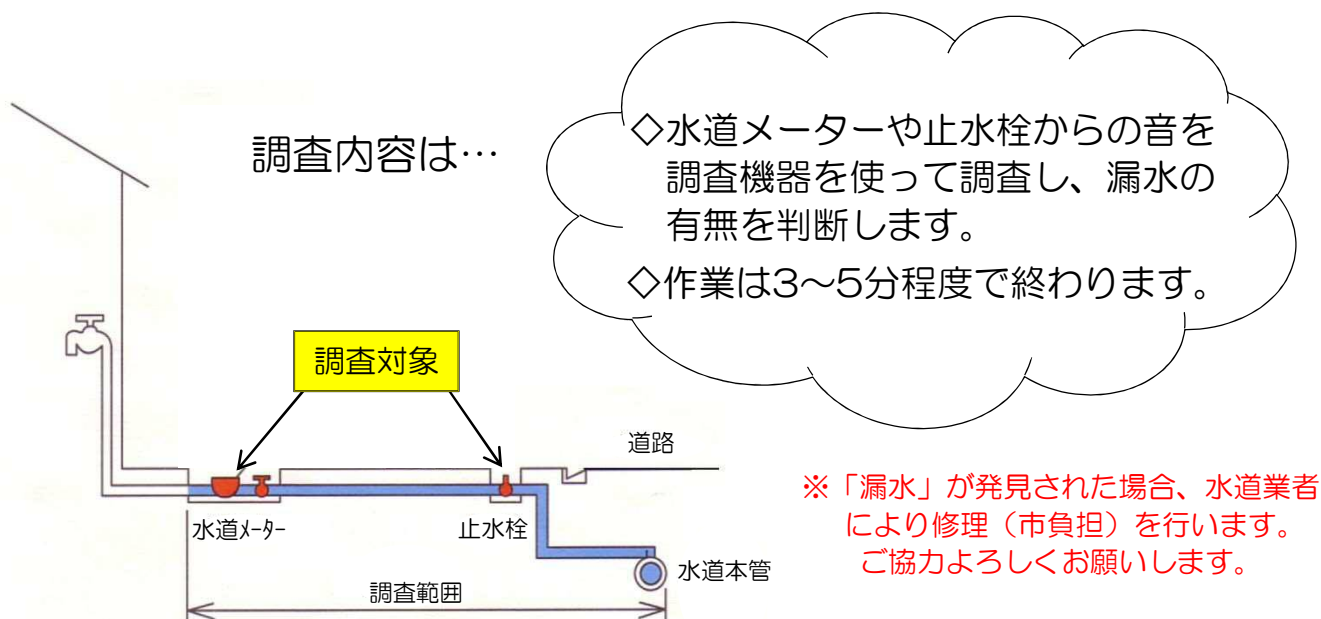 調査内容は…
◇水道メーターや止水栓からの音を
調査機器を使って調査し、漏水の
有無を判断します。
◇作業は3～5分程度で終わります。
調査対象
道路
水道メーター
止水栓
水道本管
調査範囲
※「漏水」が発見された場合、水道業者
により修理（市負担）を行います。
ご協力よろしくお願いします。